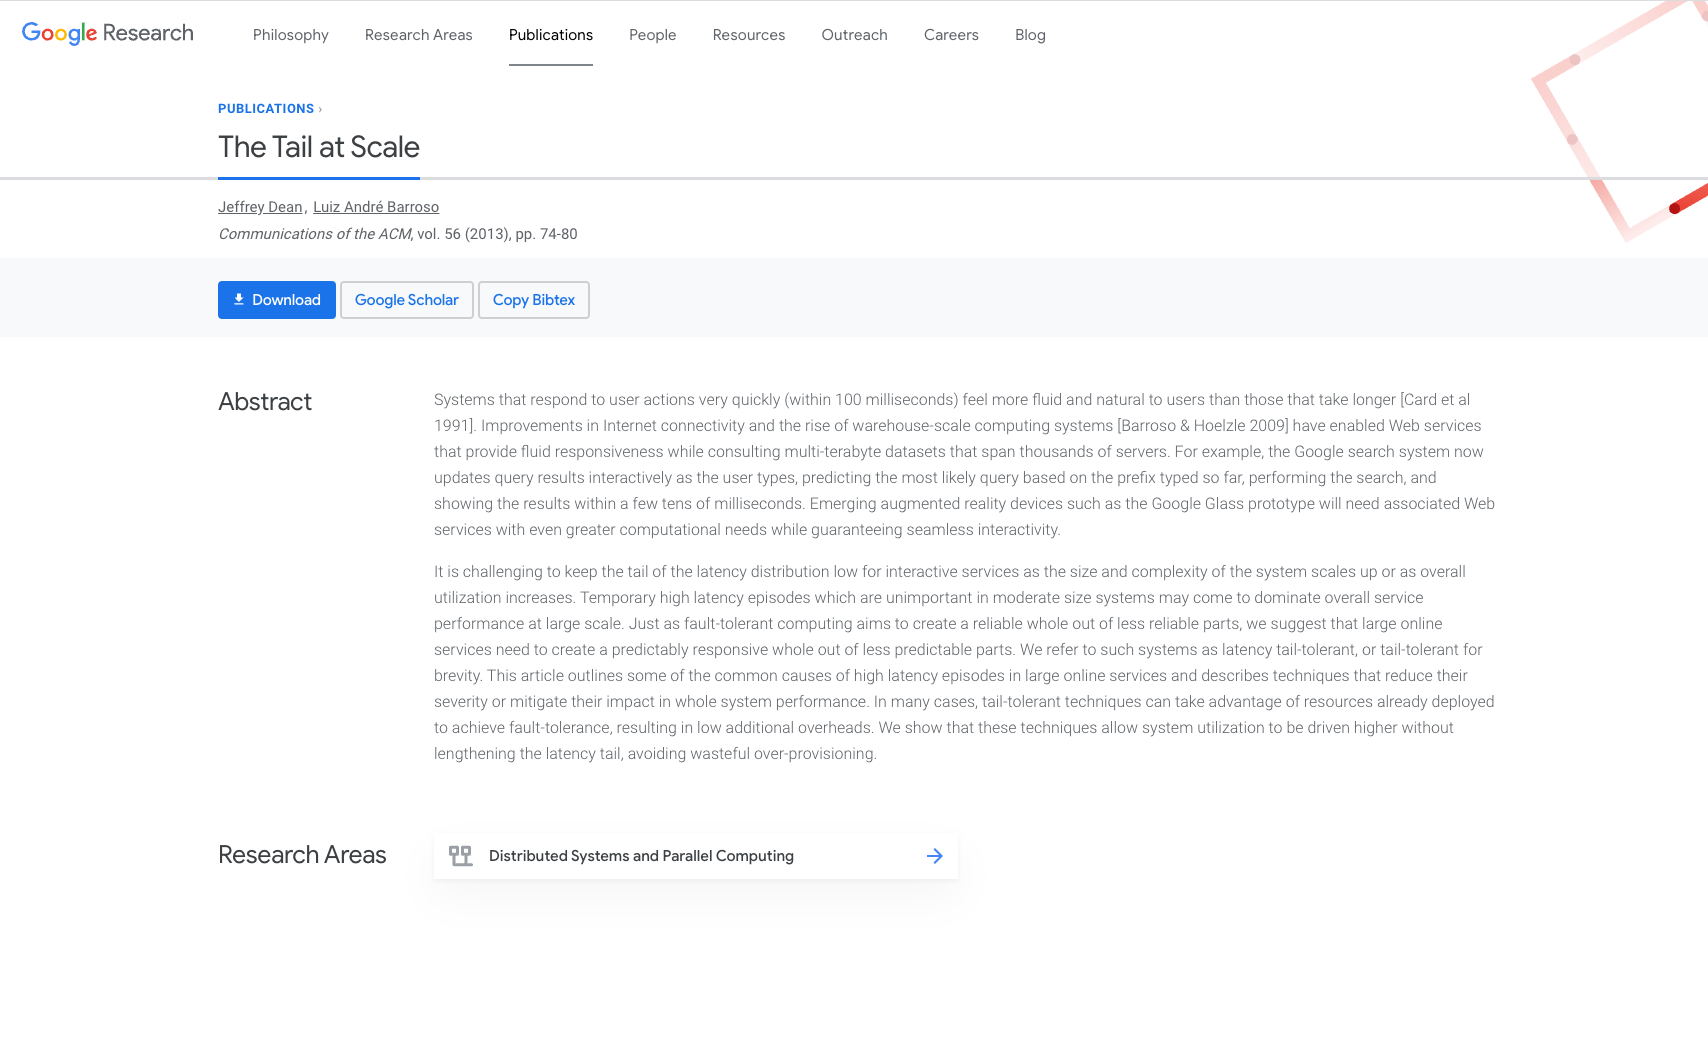 Google Research
Philosophy
Research Areas
Publications
People
Resources
Outreach
Careers
Blog
PUBLICATIONS ›
The Tail at Scale
Jeffrey Dean, Luiz André Barroso
Communications of the ACM, vol. 56 (2013), pp. 74-80
Download
Google Scholar
Copy Bibtex
Abstract
Systems that respond to user actions very quickly (within 100 milliseconds) feel more fluid and natural to users than those that take longer [Card et al
1991]. Improvements in Internet connectivity and the rise of warehouse-scale computing systems [Barroso & Hoelzle 2009] have enabled Web services
that provide fluid responsiveness while consulting multi-terabyte datasets that span thousands of servers. For example, the Google search system now
updates query results interactively as the user types, predicting the most likely query based on the prefix typed so far, performing the search, and
showing the results within a few tens of milliseconds. Emerging augmented reality devices such as the Google Glass prototype will need associated Web
services with even greater computational needs while guaranteeing seamless interactivity.
It is challenging to keep the tail of the latency distribution low for interactive services as the size and complexity of the system scales up or as overall
utilization increases. Temporary high latency episodes which are unimportant in moderate size systems may come to dominate overall service
performance at large scale. Just as fault-tolerant computing aims to create a reliable whole out of less reliable parts, we suggest that large online
services need to create a predictably responsive whole out of less predictable parts. We refer to such systems as latency tail-tolerant, or tail-tolerant for
brevity. This article outlines some of the common causes of high latency episodes in large online services and describes techniques that reduce their
severity or mitigate their impact in whole system performance. In many cases, tail-tolerant techniques can take advantage of resources already deployed
to achieve fault-tolerance, resulting in low additional overheads. We show that these techniques allow system utilization to be driven higher without
lengthening the latency tail, avoiding wasteful over-provisioning.
Research Areas
Distributed Systems and Parallel Computing